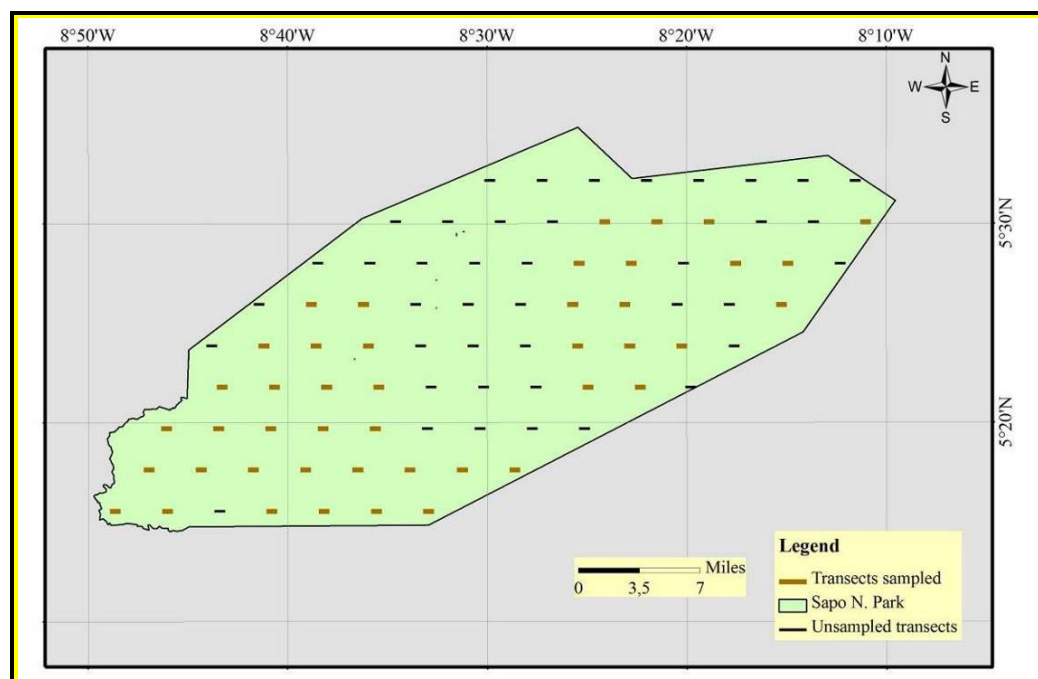 8°50'W 8°40'W 8°30'W 8°20'W 8°10'W
N
W E
S
5°30'N
5°20'N
Miles
0 3,5 7
Legend
Transects sampled
Sapo N. Park
Unsampled transects